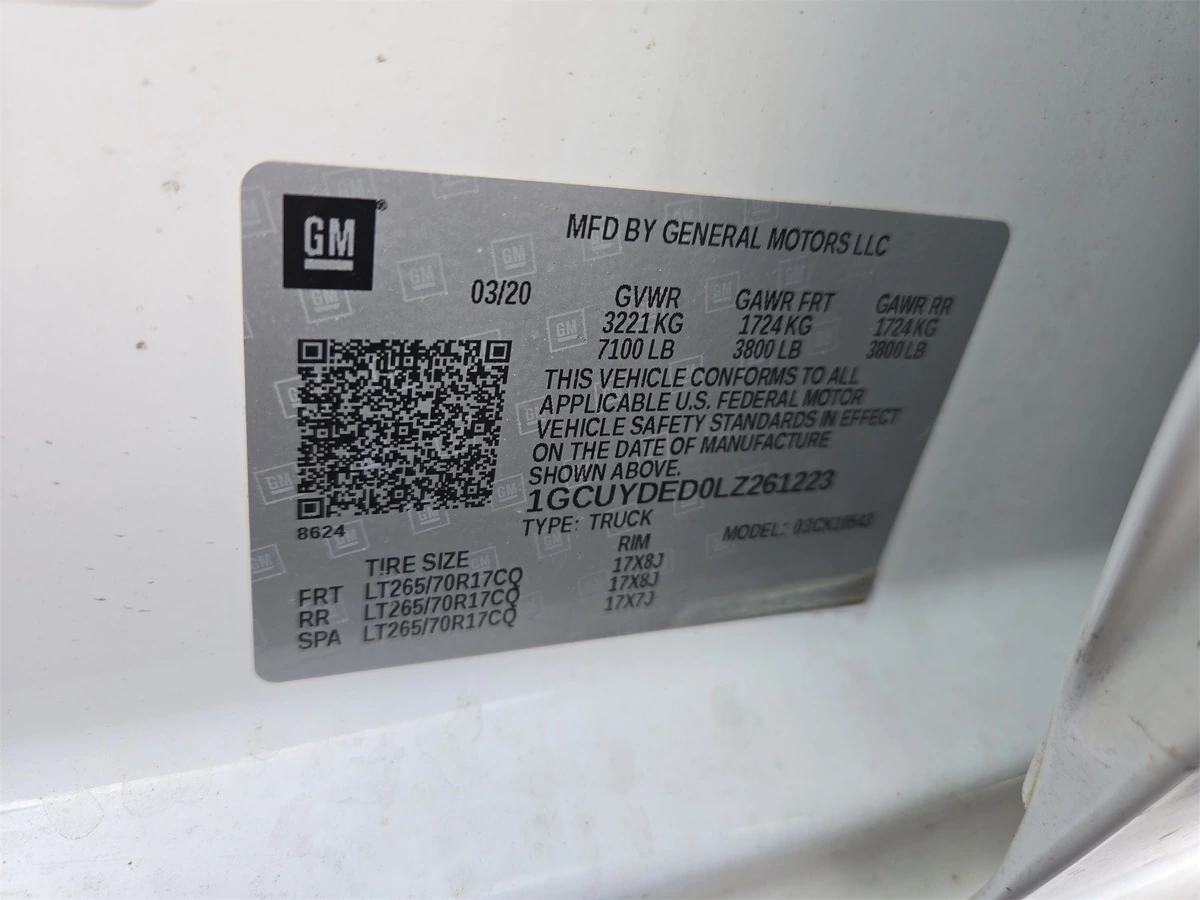 GM®
MFD BY GENERAL MOTORS LLC
03/20
GVWR GAWR FRT GAWR RR
3221 KG 1724 KG 1724 KG
7100 LB 3800 LB 3800 LB
THIS VEHICLE CONFORMS TO ALL
APPLICABLE U.S. FEDERAL MOTOR
VEHICLE SAFETY STANDARDS IN EFFECT
ON THE DATE OF MANUFACTURE
SHOWN ABOVE.
1GCUYDED0LZ261223
8624
TYPE: TRUCK MODEL: 03CK10543
TIRE SIZE RIM
FRT LT265/70R17CQ 17X8J
RR LT265/70R17CQ 17X8J
SPA LT265/70R17CQ 17X7J